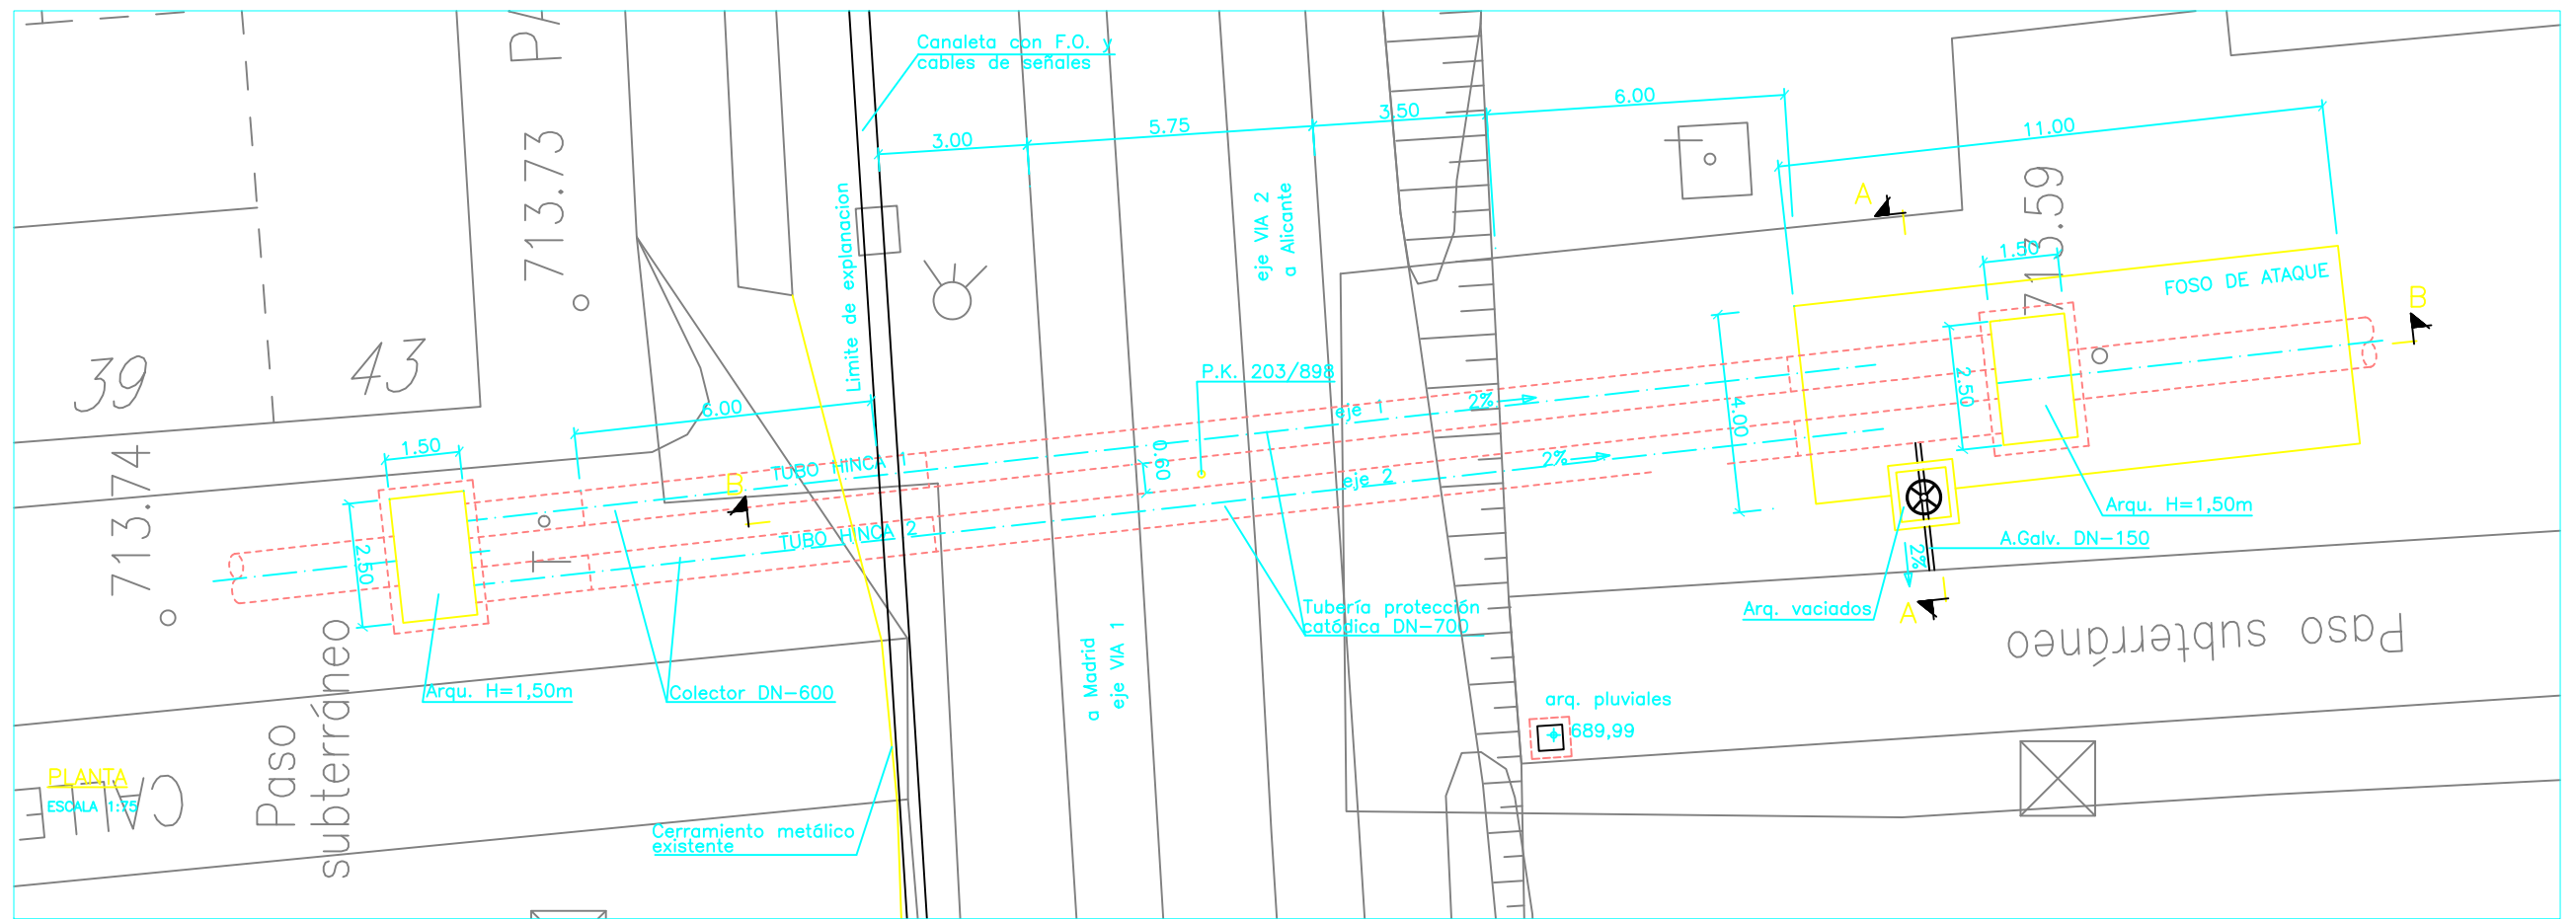 PA
Canaleta con F.O. y
cables de señales
3.00
5.75
3.50
6.00
11.00
713.73
Limite de explanacion
eje VIA 2
a Alicante
A
713.59
1.50
FOSO DE ATAQUE
B
39
43
P.K. 203/898
6.00
eje 1
2%
4.00
2.50
1.50
TUBO HINCA 1
0.60
2%
eje 2
713.74
B
TUBO HINCA 2
2.50
Arqu. H=1,50m
A.Galv. DN-150
2%
Tubería protección
catódica DN-700
Arq. vaciados
A
Paso subterráneo
a Madrid
eje VIA 1
Arqu. H=1,50m
Colector DN-600
arq. pluviales
689,99
Paso
subterráneo
PLANTA
ESCALA 1:75
CALLE
Cerramiento metálico
existente